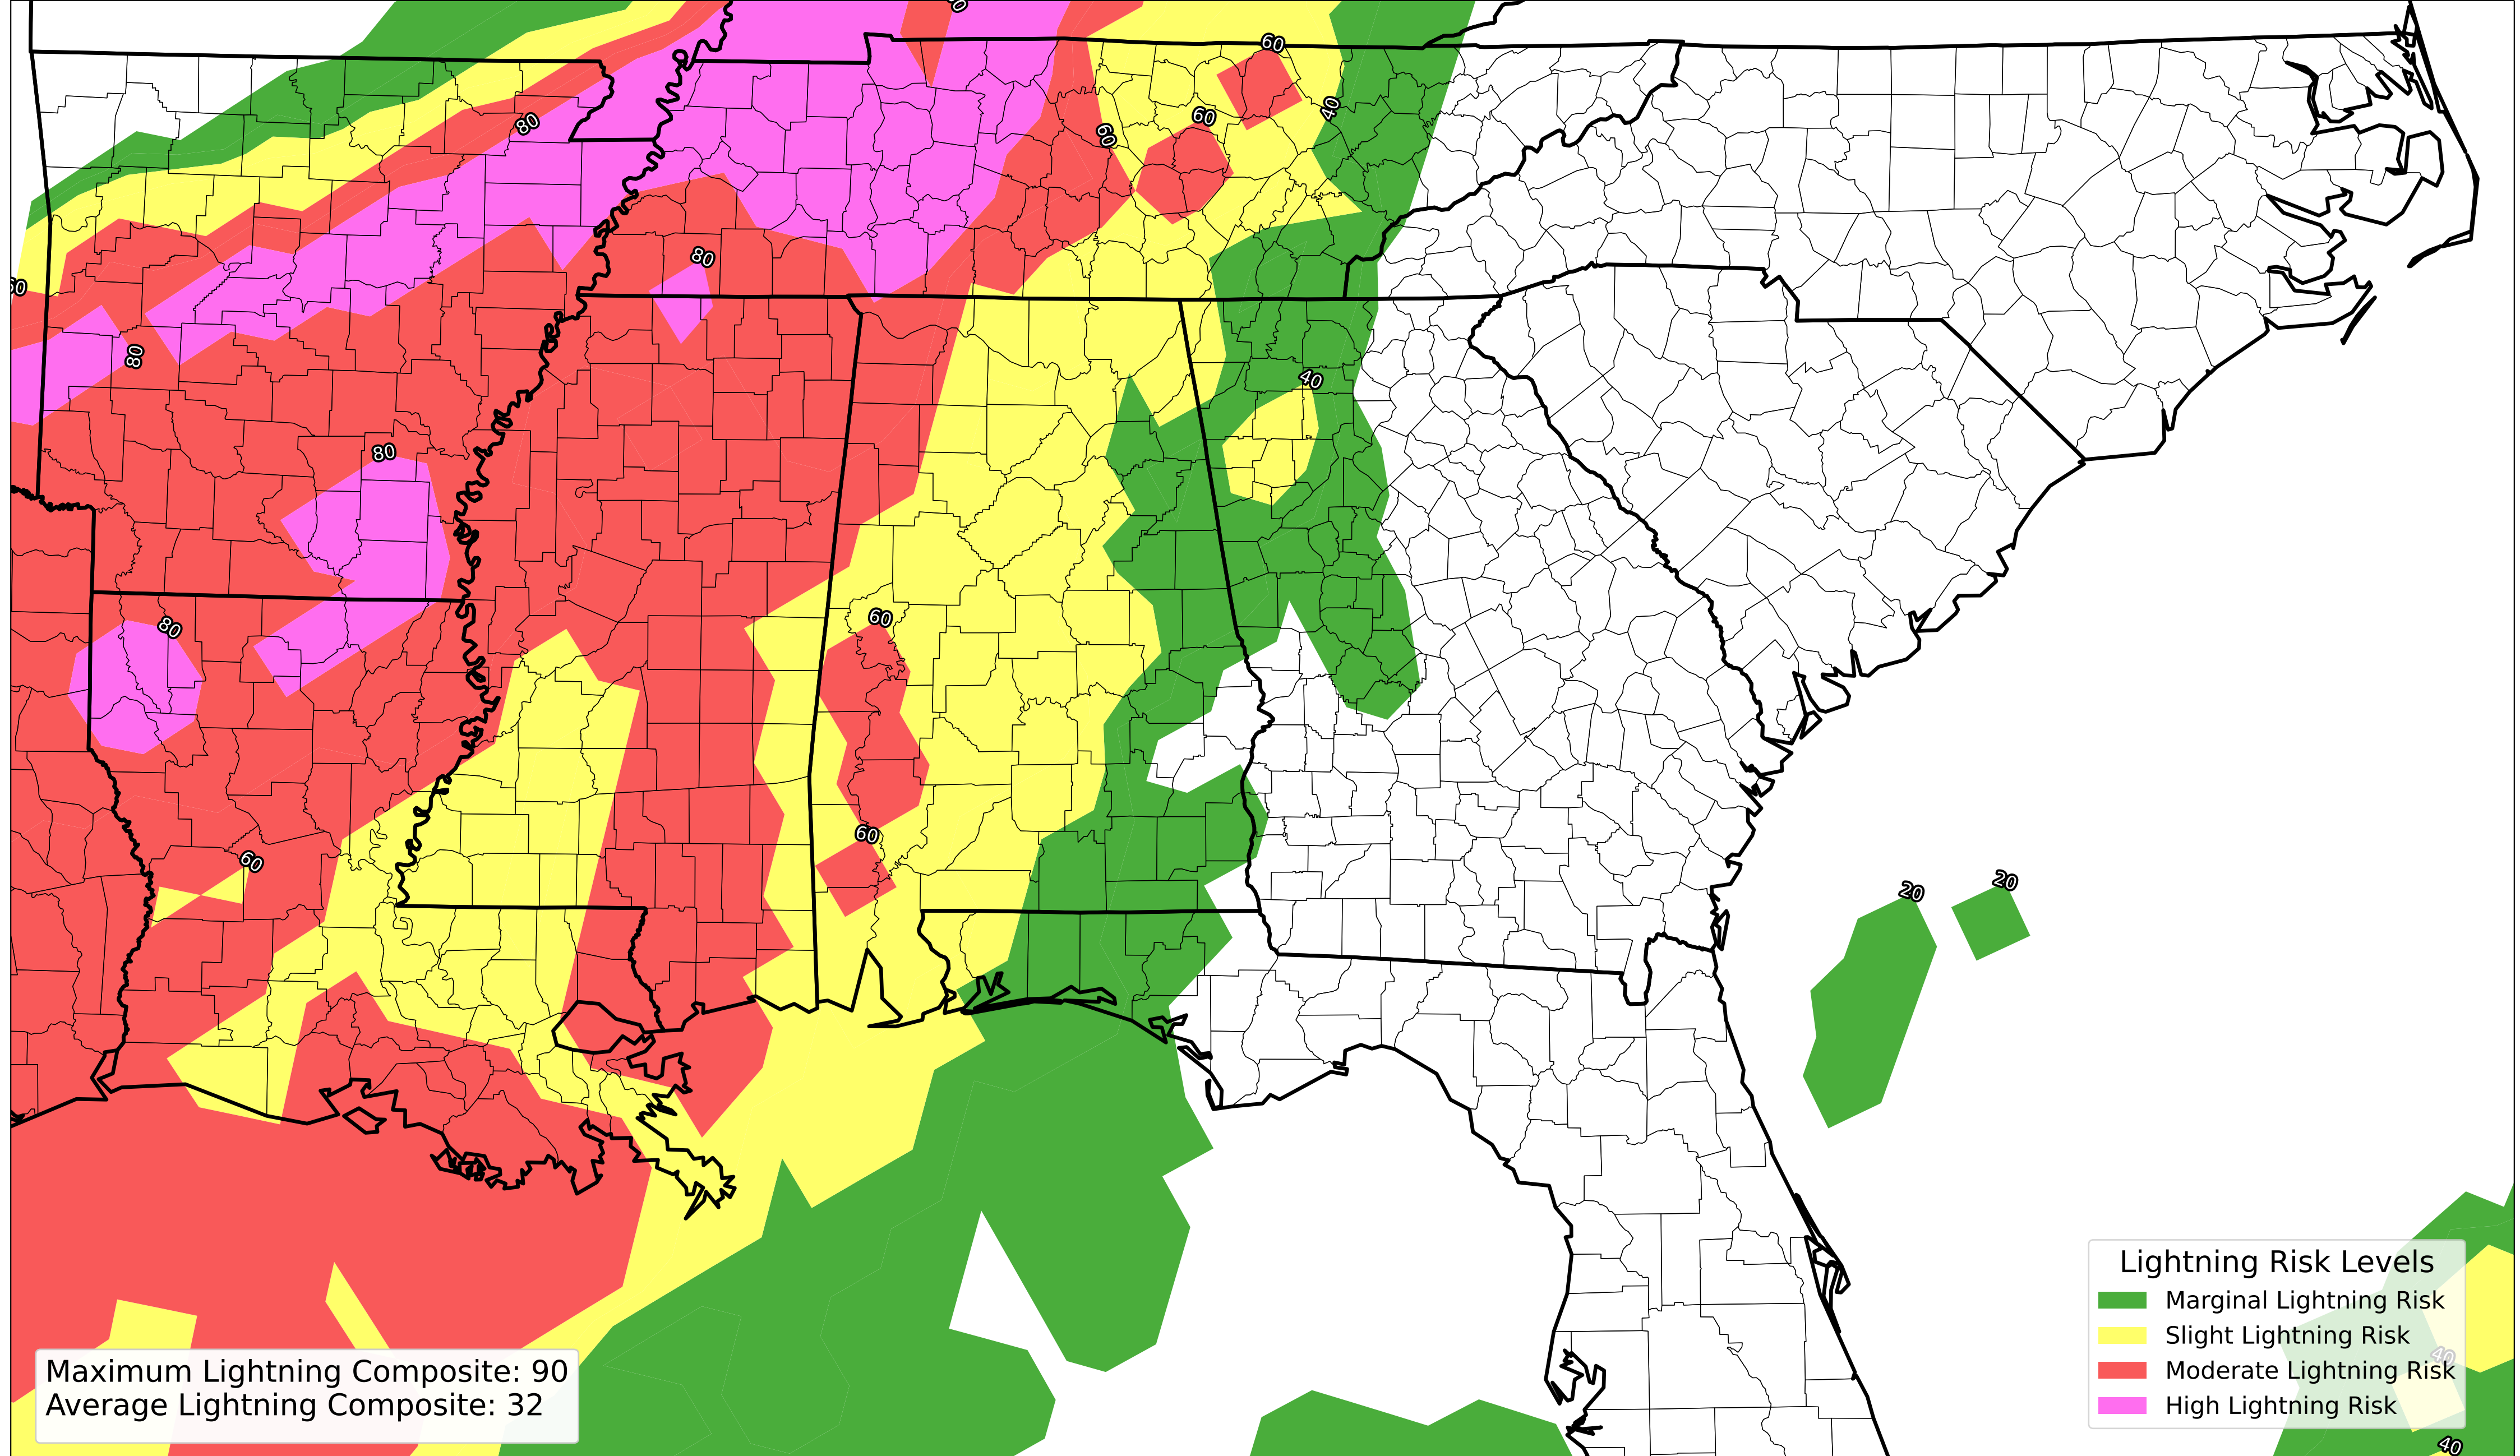 60
60
40
80
60
60
80
80
40
80
80
60
60
60
20
20
Lightning Risk Levels
Marginal Lightning Risk
Slight Lightning Risk
40
Moderate Lightning Risk
High Lightning Risk
Maximum Lightning Composite: 90
Average Lightning Composite: 32
40